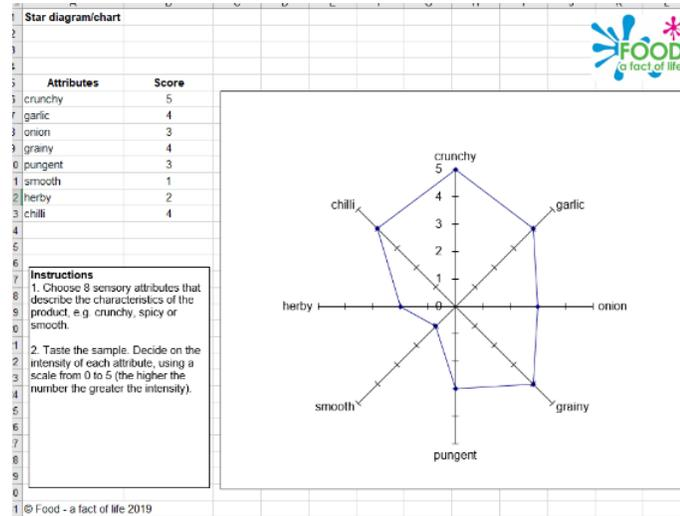 Star diagram/chart
FOOD
a fact of life
Attributes Score
crunchy 5
garlic 4
onion 3
grainy 4
pungent 3
smooth 1
herby 2
chilli 4
Instructions
1. Choose 8 sensory attributes that
describe the characteristics of the
product, e.g. crunchy, spicy or
smooth.
2. Taste the sample. Decide on the
intensity of each attribute, using a
scale from 0 to 5 (the higher the
number the greater the intensity).
crunchy
5
chilli garlic
4
3
2
1
herby 0 onion
smooth grainy
pungent
© Food - a fact of life 2019